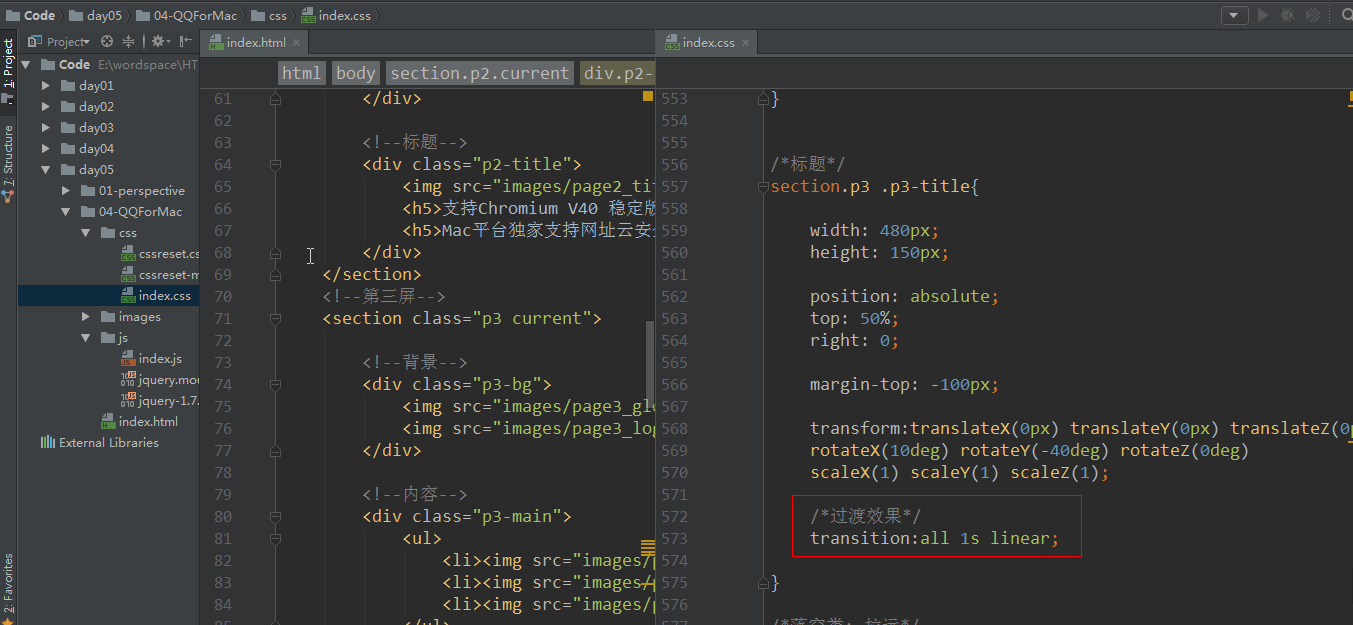 Code day05 04-QQForMac css index.css
1: Project
7: Structure
2: Favorites
Project
Code E:\wordspace\HT
day01
day02
day03
day04
day05
01-perspective
04-QQForMac
css
cssreset.cs
cssreset-m
index.css
images
js
index.js
jquery.mou
jquery-1.7.
index.html
External Libraries
index.html
html body section.p2.current div.p2-
61 </div>
62
63 <!--标题-->
64 <div class="p2-title">
65 <img src="images/page2_ti
66 <h5>支持Chromium V40 稳定版
67 <h5>Mac平台独家支持网址云安
68 </div>
69 </section>
70 <!--第三屏-->
71 <section class="p3 current">
72
73 <!--背景-->
74 <div class="p3-bg">
75 <img src="images/page3_gl
76 <img src="images/page3_log
77 </div>
78
79 <!--内容-->
80 <div class="p3-main">
81 <ul>
82 <li><img src="images/p
83 <li><img src="images/p
84 <li><img src="images/p
85 </ul>
index.css
553 }
554
555
556 /*标题*/
557 section.p3 .p3-title{
558
559 width: 480px;
560 height: 150px;
561
562 position: absolute;
563 top: 50%;
564 right: 0;
565
566 margin-top: -100px;
567
568 transform:translateX(0px) translateY(0px) translateZ(0p
569 rotateX(10deg) rotateY(-40deg) rotateZ(0deg)
570 scaleX(1) scaleY(1) scaleZ(1);
571
572 /*过渡效果*/
573 transition:all 1s linear;
574
575 }
576
577